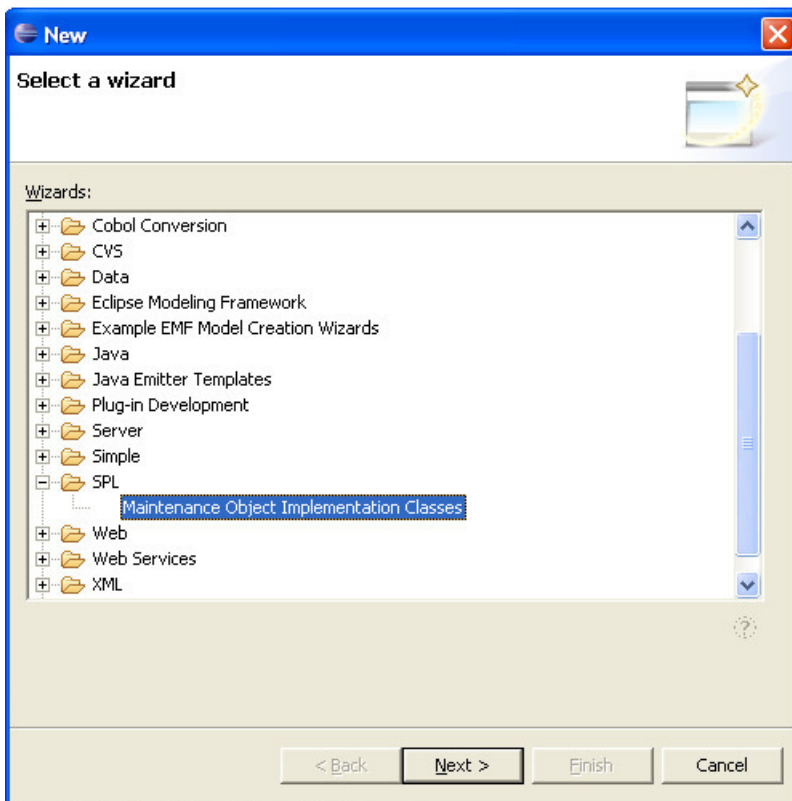 New
Select a wizard
Wizards:
Cobol Conversion
CVS
Data
Eclipse Modeling Framework
Example EMF Model Creation Wizards
Java
Java Emitter Templates
Plug-in Development
Server
Simple
SPL
Maintenance Object Implementation Classes
Web
Web Services
XML
?
< Back Next > Finish Cancel